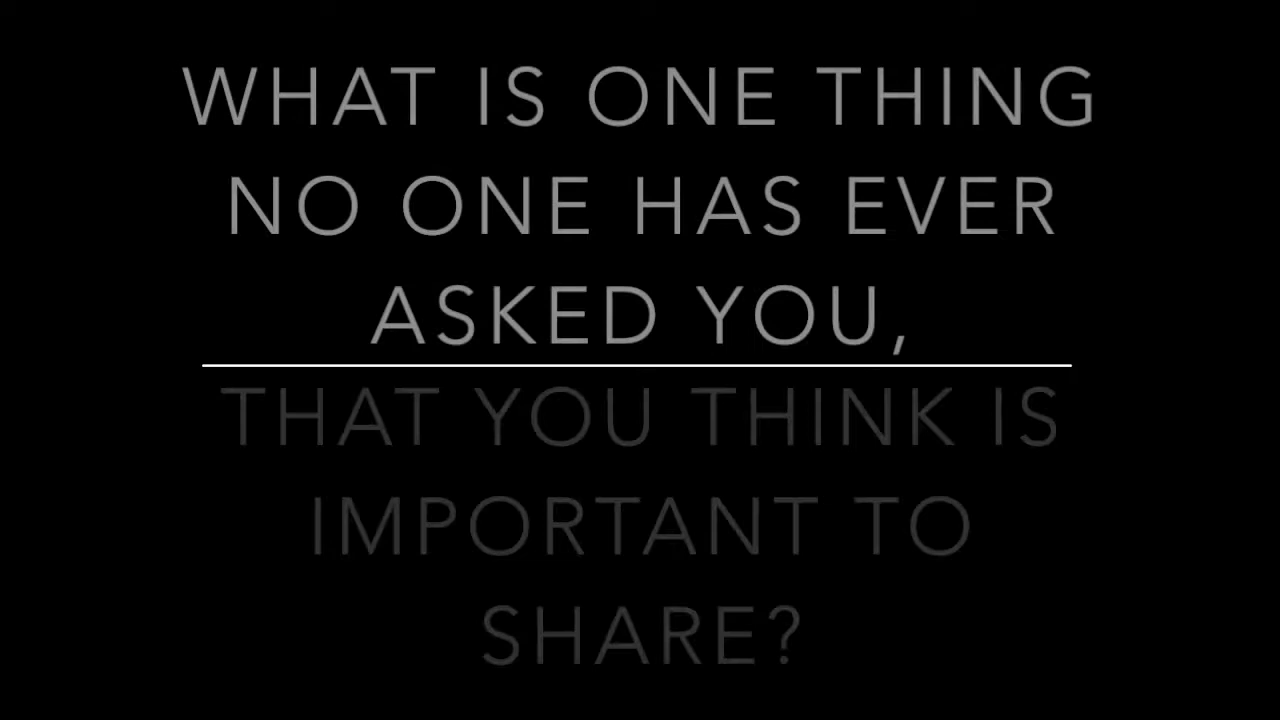 WHAT IS ONE THING
NO ONE HAS EVER
ASKED YOU,
THAT YOU THINK IS
IMPORTANT TO
SHARE?